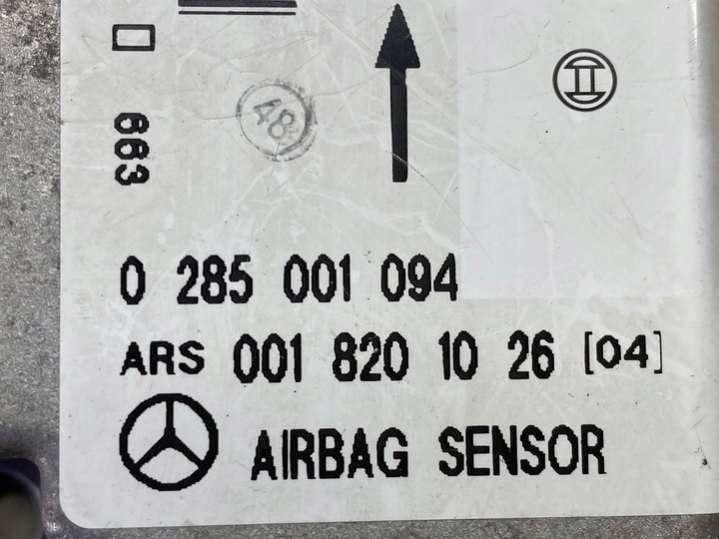 663
48
0 285 001 094
ARS 001 820 10 26 [04]
AIRBAG SENSOR